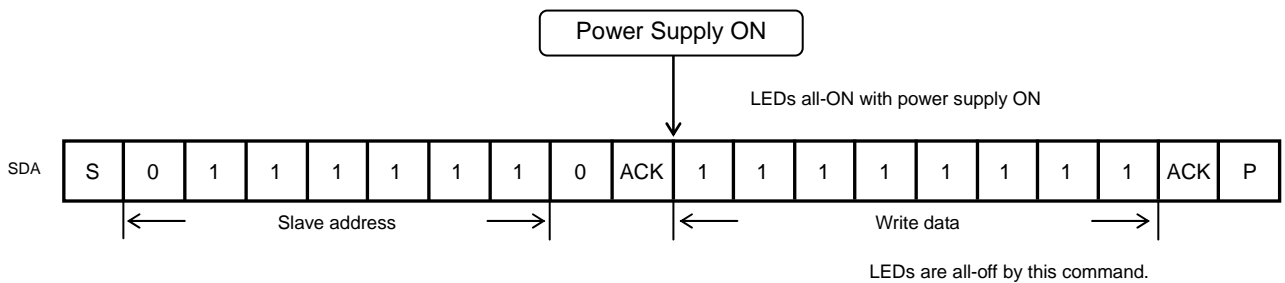 Power Supply ON
LEDs all-ON with power supply ON
SDA S 0 1 1 1 1 1 1 0 ACK 1 1 1 1 1 1 1 1 ACK P
Slave address Write data
LEDs are all-off by this command.